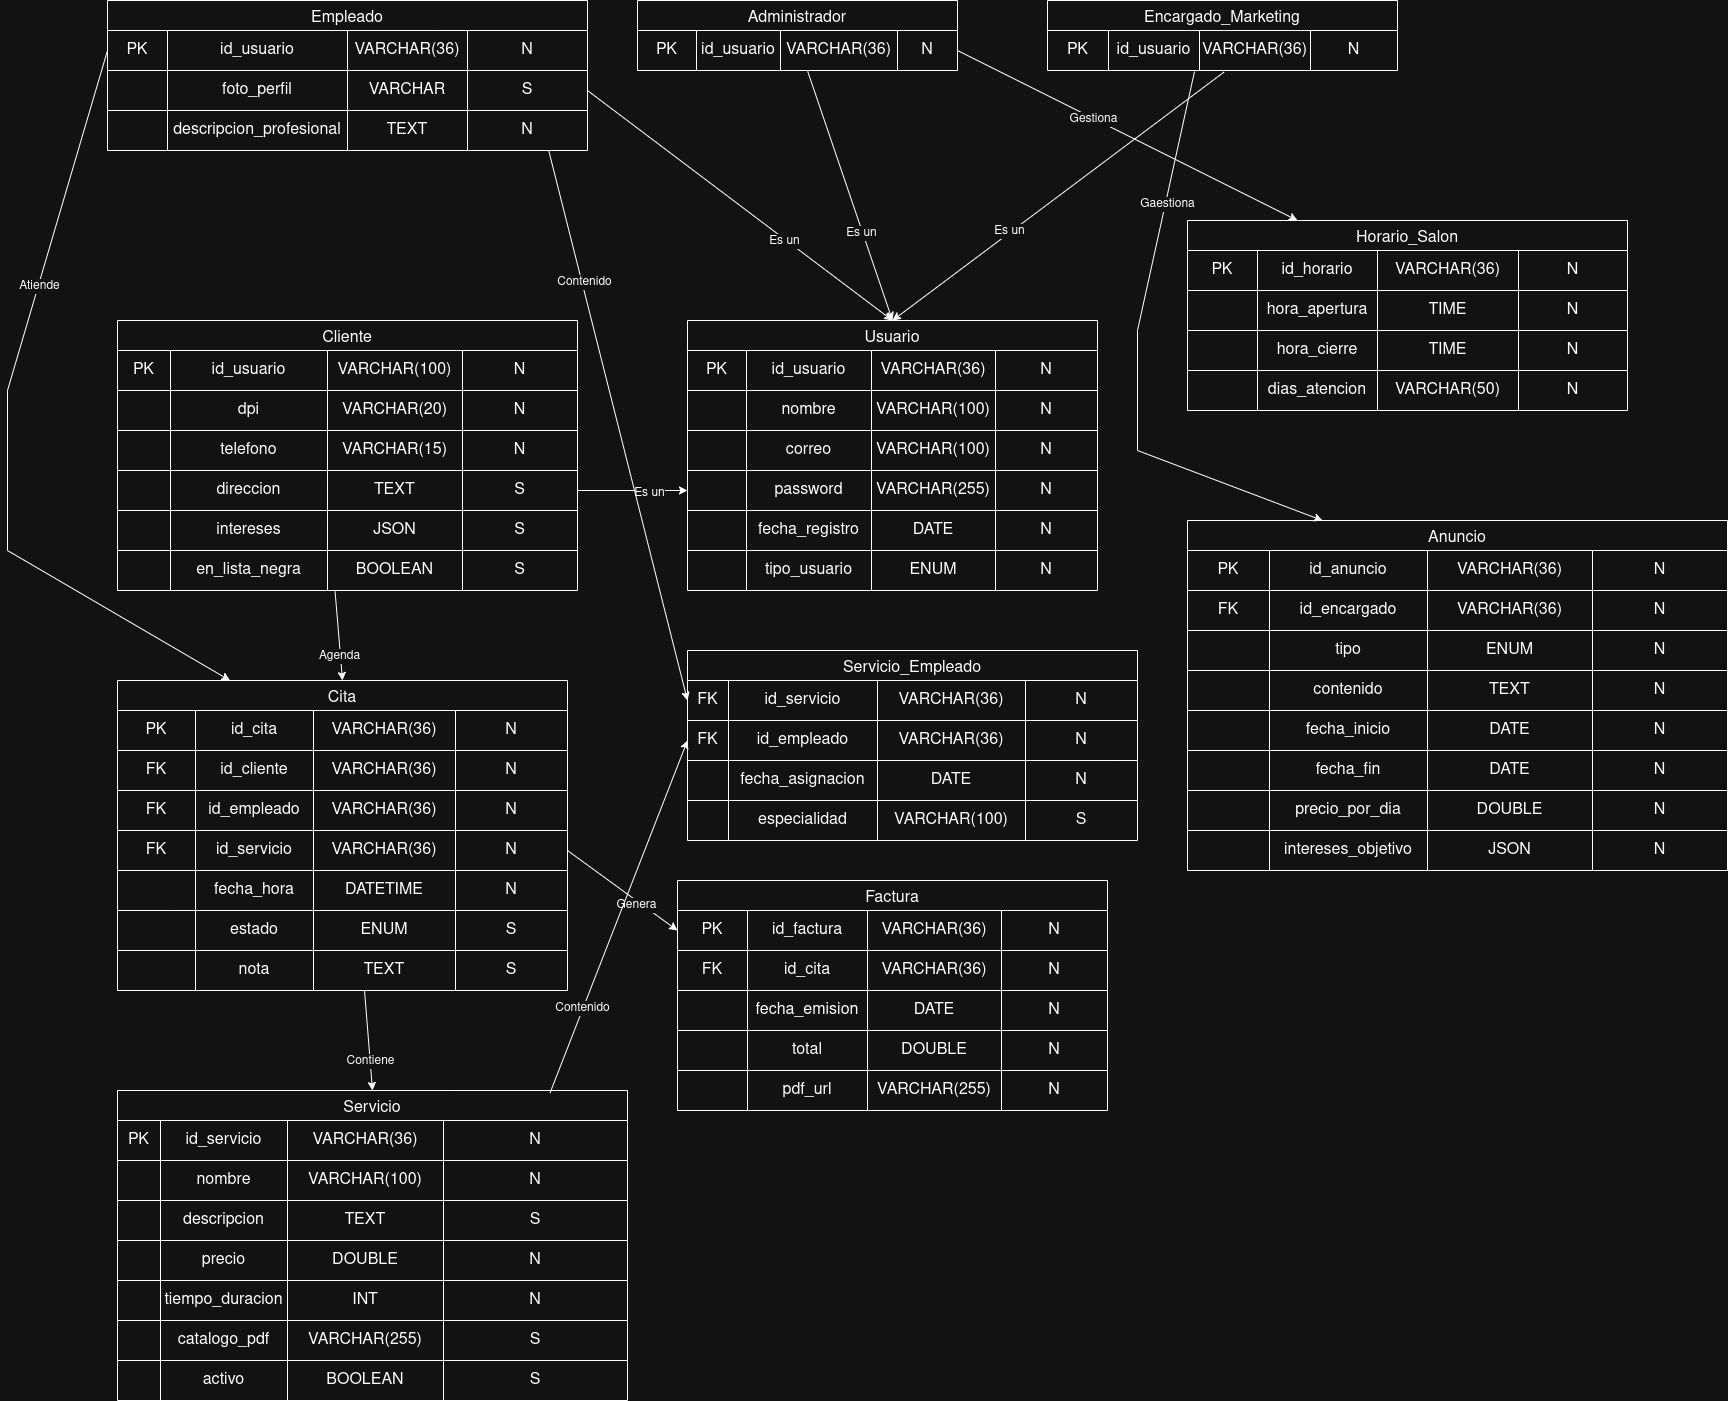 Empleado
PK id_usuario VARCHAR(36) N
foto_perfil VARCHAR S
descripcion_profesional TEXT N
Administrador
PK id_usuario VARCHAR(36) N
Encargado_Marketing
PK id_usuario VARCHAR(36) N
Gestiona
Gaestiona
Es un
Es un
Es un
Atiende
Contenido
Horario_Salon
PK id_horario VARCHAR(36) N
hora_apertura TIME N
hora_cierre TIME N
dias_atencion VARCHAR(50) N
Cliente
PK id_usuario VARCHAR(100) N
dpi VARCHAR(20) N
telefono VARCHAR(15) N
direccion TEXT S
intereses JSON S
en_lista_negra BOOLEAN S
Es un
Usuario
PK id_usuario VARCHAR(36) N
nombre VARCHAR(100) N
correo VARCHAR(100) N
password VARCHAR(255) N
fecha_registro DATE N
tipo_usuario ENUM N
Anuncio
PK id_anuncio VARCHAR(36) N
FK id_encargado VARCHAR(36) N
tipo ENUM N
contenido TEXT N
fecha_inicio DATE N
fecha_fin DATE N
precio_por_dia DOUBLE N
intereses_objetivo JSON N
Agenda
Cita
PK id_cita VARCHAR(36) N
FK id_cliente VARCHAR(36) N
FK id_empleado VARCHAR(36) N
FK id_servicio VARCHAR(36) N
fecha_hora DATETIME N
estado ENUM S
nota TEXT S
Servicio_Empleado
FK id_servicio VARCHAR(36) N
FK id_empleado VARCHAR(36) N
fecha_asignacion DATE N
especialidad VARCHAR(100) S
Genera
Factura
PK id_factura VARCHAR(36) N
FK id_cita VARCHAR(36) N
fecha_emision DATE N
total DOUBLE N
pdf_url VARCHAR(255) N
Contenido
Contiene
Servicio
PK id_servicio VARCHAR(36) N
nombre VARCHAR(100) N
descripcion TEXT S
precio DOUBLE N
tiempo_duracion INT N
catalogo_pdf VARCHAR(255) S
activo BOOLEAN S